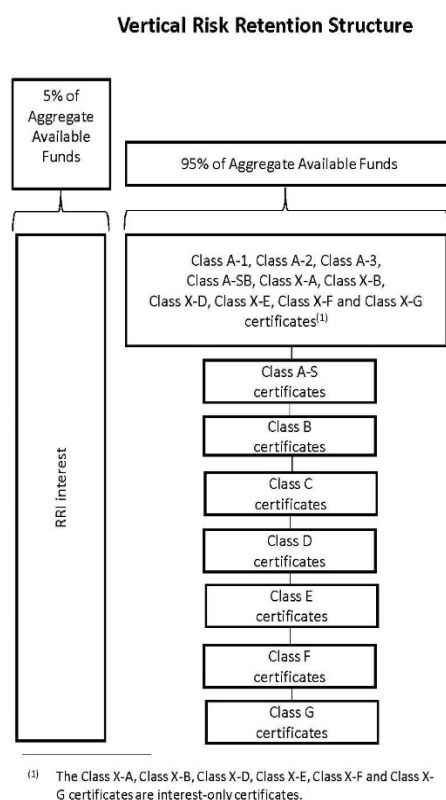 Vertical Risk Retention Structure
5% of
Aggregate
Available
Funds
95% of Aggregate Available Funds
RRI interest
Class A-1, Class A-2, Class A-3,
Class A-SB, Class X-A, Class X-B,
Class X-D, Class X-E, Class X-F and Class X-G
certificates(1)
Class A-S
certificates
Class B
certificates
Class C
certificates
Class D
certificates
Class E
certificates
Class F
certificates
Class G
certificates
(1) The Class X-A, Class X-B, Class X-D, Class X-E, Class X-F and Class X-
G certificates are interest-only certificates.